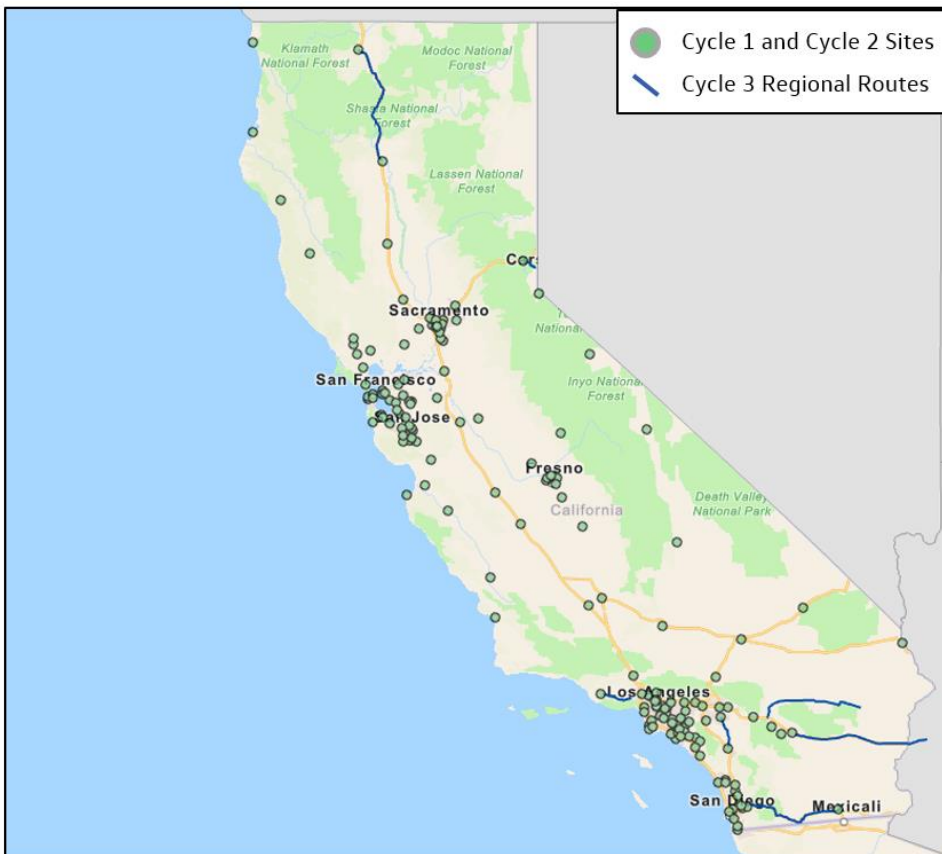 Cycle 1 and Cycle 2 Sites
Cycle 3 Regional Routes
Klamath
National Forest
Modoc National
Forest
Shasta National
Forest
Lassen National
Forest
Sacramento
National
San Francisco
Inyo National
Forest
San Jose
Fresno
California
Death Valley
National Park
Los Angeles
San Diego
Mexicali